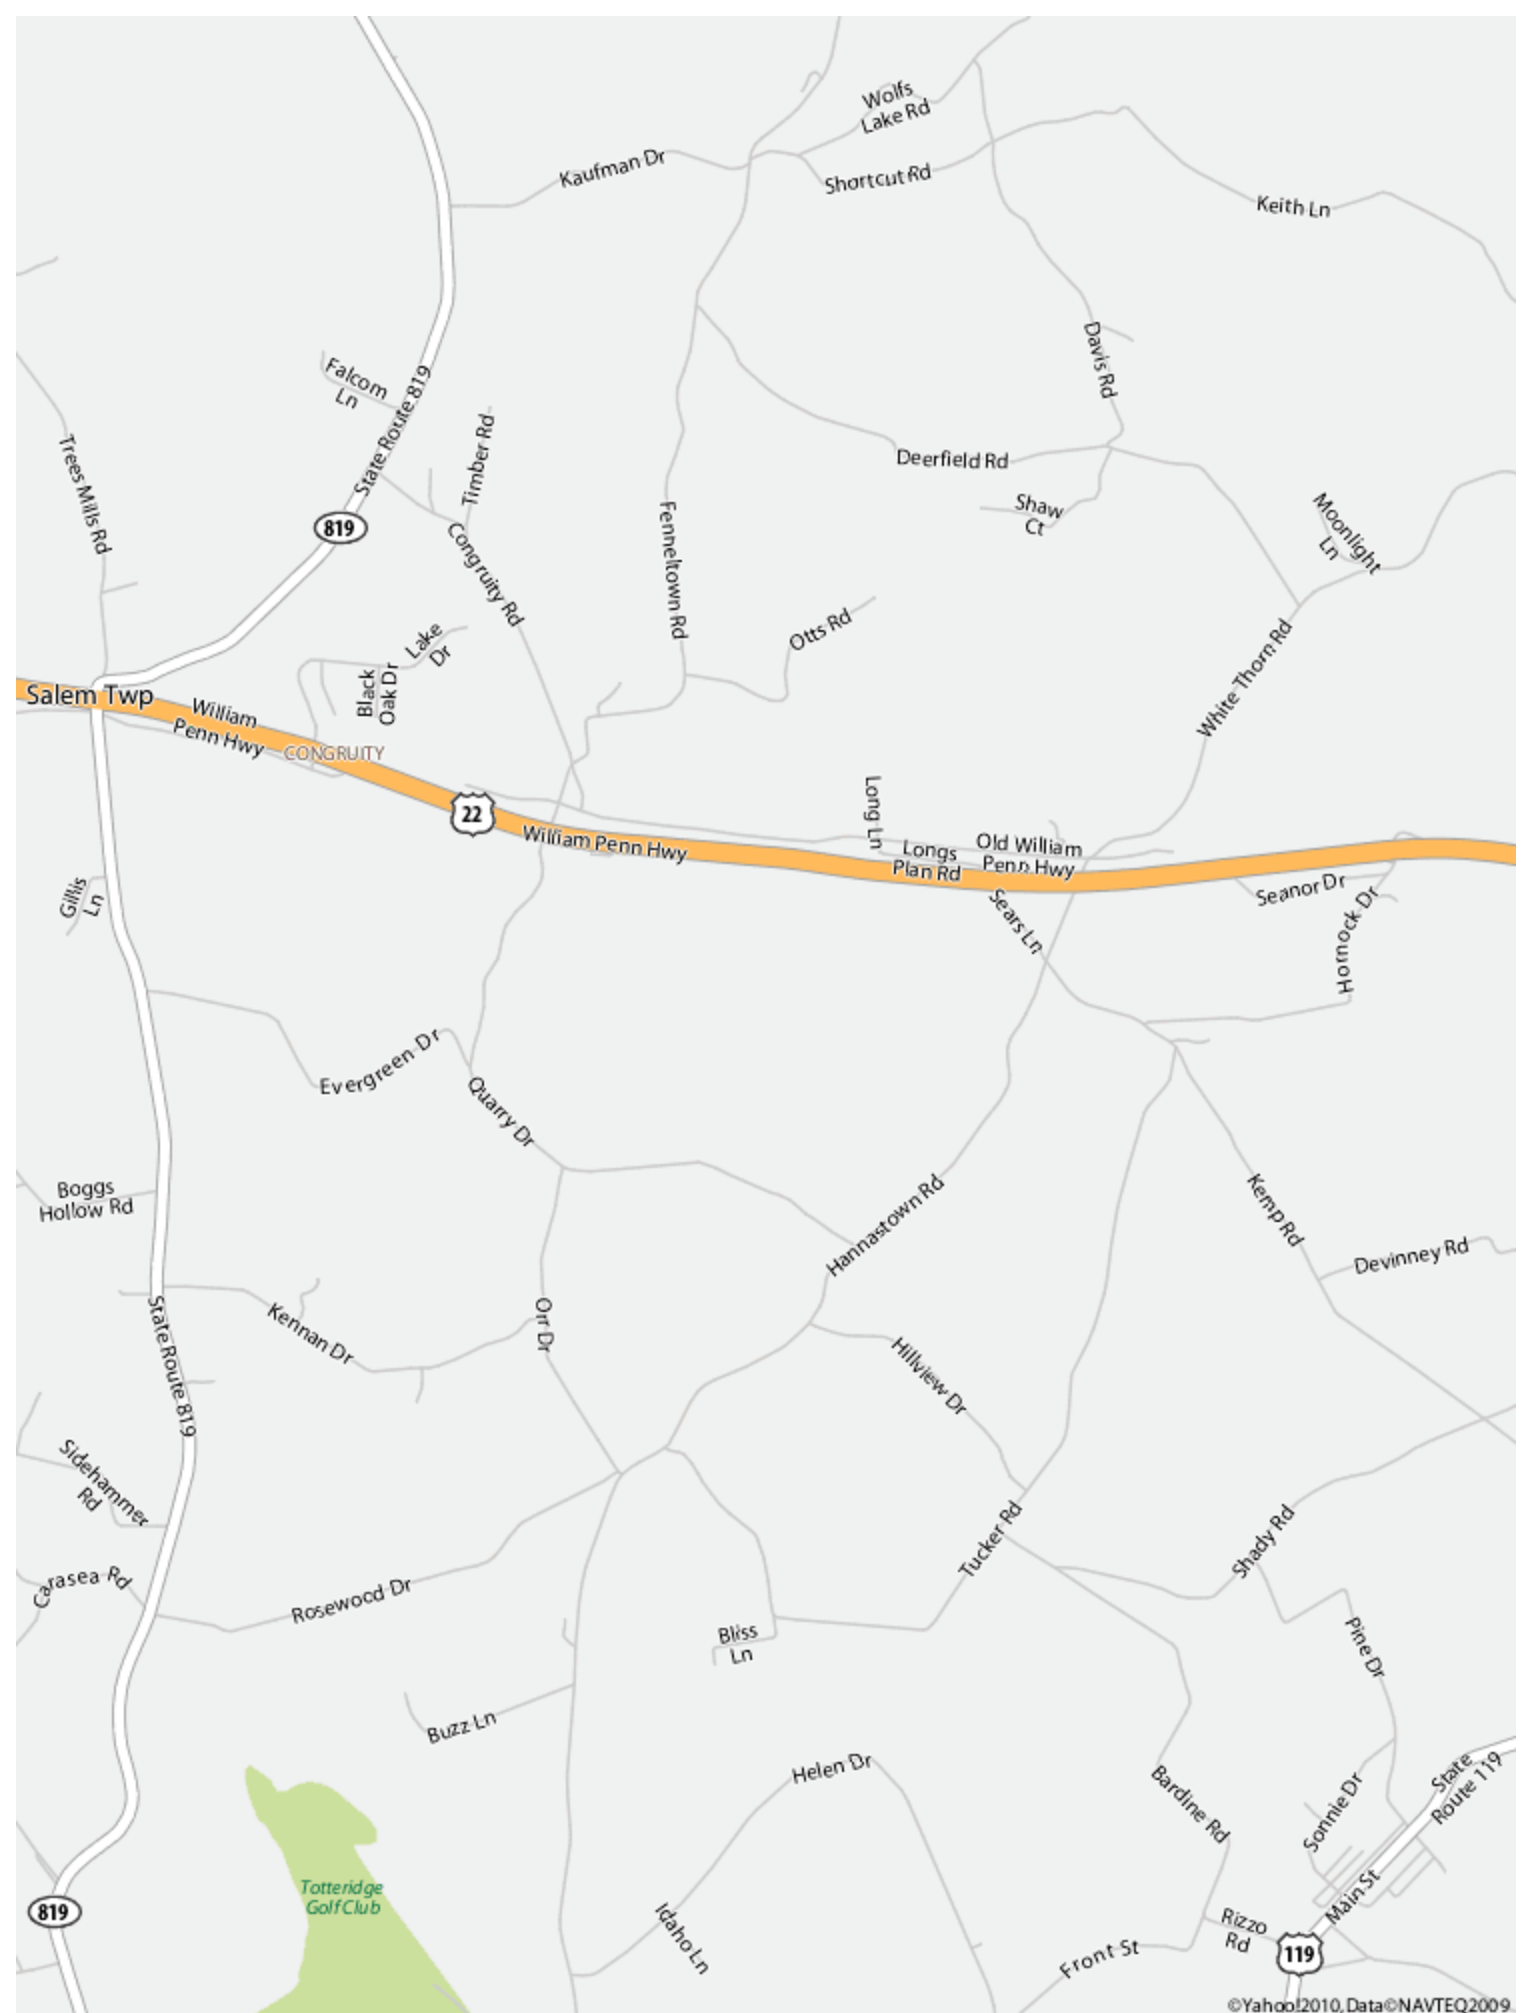 Wolfs
Lake Rd
Kaufman Dr
Shortcut Rd
Keith Ln
Davis Rd
Falcom
Ln
State Route 819
Timber Rd
Trees Mills Rd
Deerfield Rd
Shaw
Ct
Moonlight
Ln
819
Congruity Rd
Fenneltown Rd
Otts Rd
Lake
Dr
Black
Oak Dr
White Thorn Rd
Salem Twp
William
Penn Hwy
CONGRUITY
22
William Penn Hwy
Long Ln
Longs
Plan Rd
Old William
Penn Hwy
Sears Ln
Seanor Dr
Hornock Dr
Gillis
Ln
Evergreen Dr
Quarry Dr
Boggs
Hollow Rd
Hannastown Rd
Kemp Rd
Devinney Rd
State Route 819
Kennan Dr
Orr Dr
Hillview Dr
Sidehammer
Rd
Tucker Rd
Shady Rd
Carasea Rd
Rosewood Dr
Bliss
Ln
Pine Dr
Buzz Ln
Helen Dr
Bardine Rd
Sonnie Dr
State
Route 119
Totteridge
Golf Club
Main St
819
Idaho Ln
Rizzo
Rd
Front St
119
©Yahoo!2010, Data©NAVTEQ2009